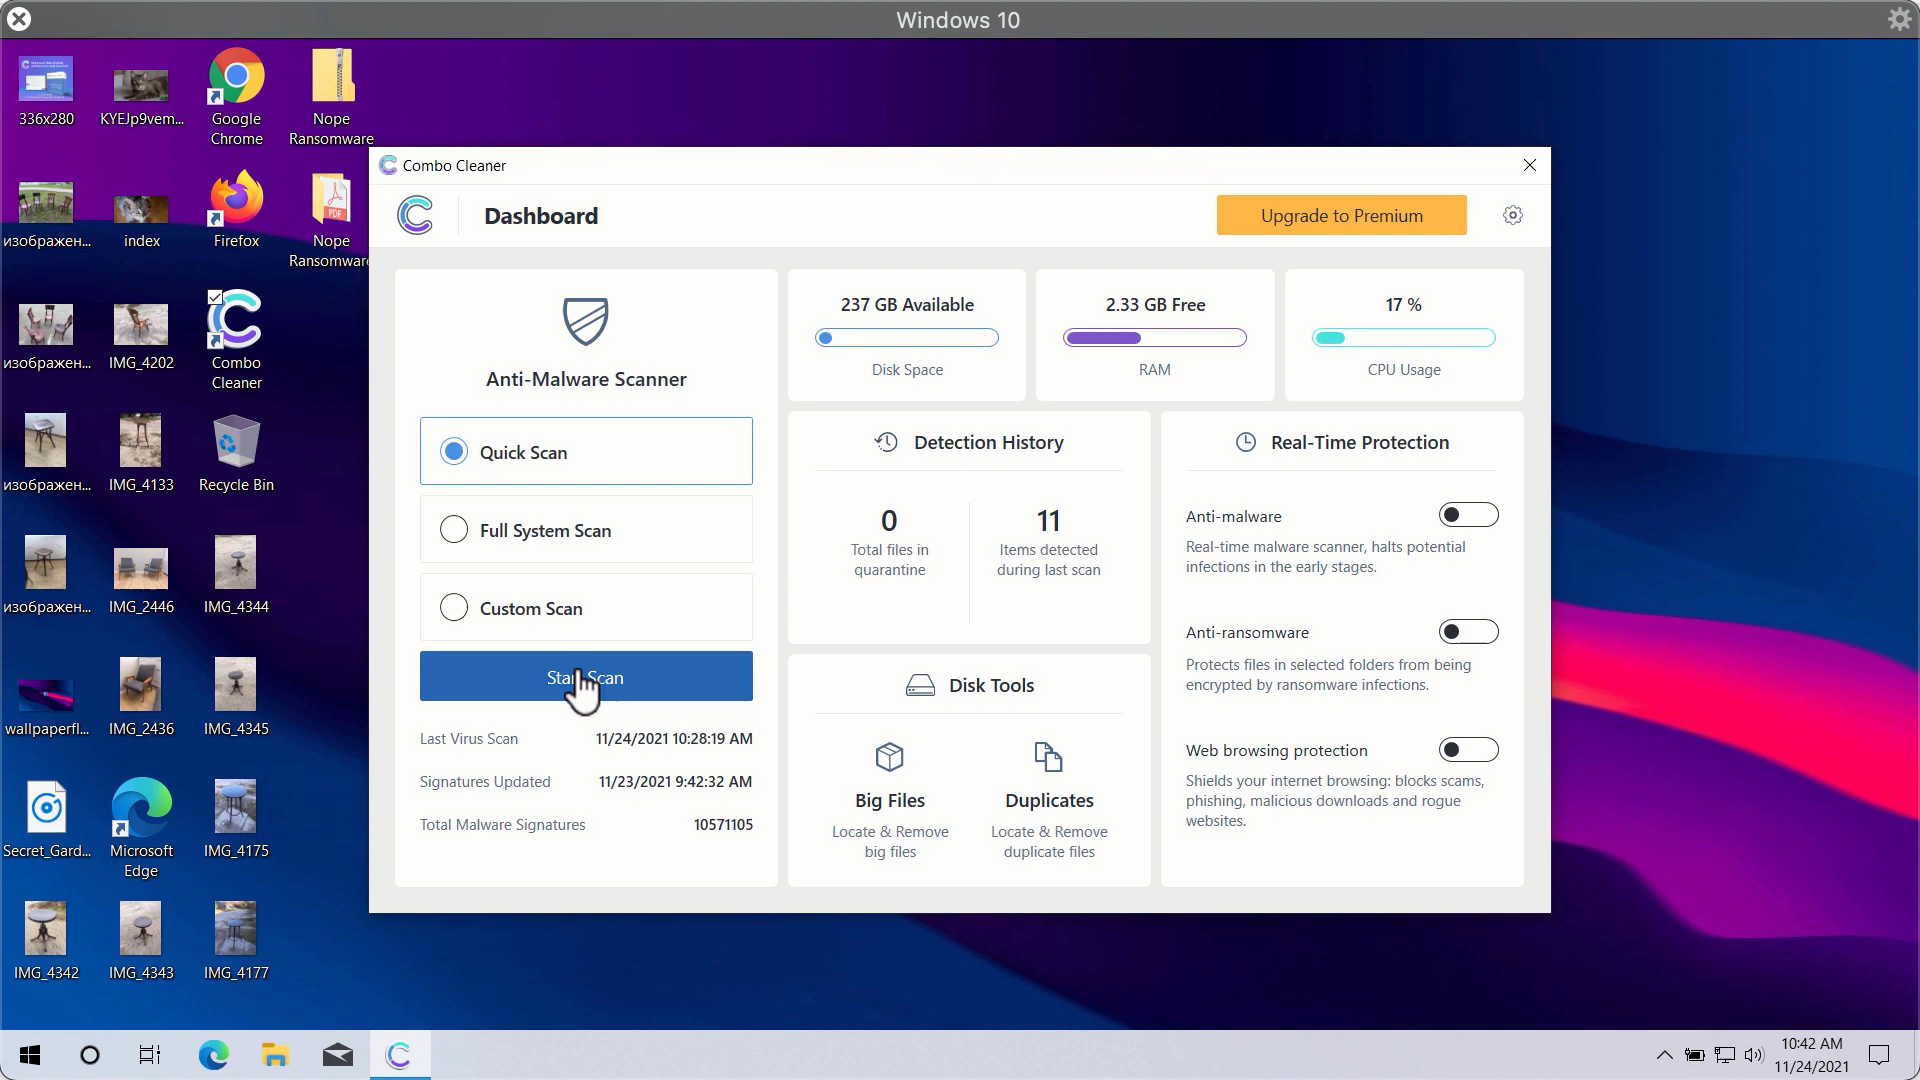 Windows 10
336x280
KYEJp9vem...
Google
Chrome
Nope
Ransomware
изображен...
index
Firefox
Nope
Ransomware
изображен...
IMG_4202
Combo
Cleaner
изображен...
IMG_4133
Recycle Bin
изображен...
IMG_2446
IMG_4344
wallpaperfl...
IMG_2436
IMG_4345
Secret_Gard...
Microsoft
Edge
IMG_4175
IMG_4342
IMG_4343
IMG_4177
Combo Cleaner
Dashboard
Upgrade to Premium
Anti-Malware Scanner
Quick Scan
Full System Scan
Custom Scan
Start Scan
Last Virus Scan 11/24/2021 10:28:19 AM
Signatures Updated 11/23/2021 9:42:32 AM
Total Malware Signatures 10571105
237 GB Available
Disk Space
2.33 GB Free
RAM
17 %
CPU Usage
Detection History
0
Total files in
quarantine
11
Items detected
during last scan
Disk Tools
Big Files
Locate & Remove
big files
Duplicates
Locate & Remove
duplicate files
Real-Time Protection
Anti-malware
Real-time malware scanner, halts potential
infections in the early stages.
Anti-ransomware
Protects files in selected folders from being
encrypted by ransomware infections.
Web browsing protection
Shields your internet browsing: blocks scams,
phishing, malicious downloads and rogue
websites.
10:42 AM
11/24/2021